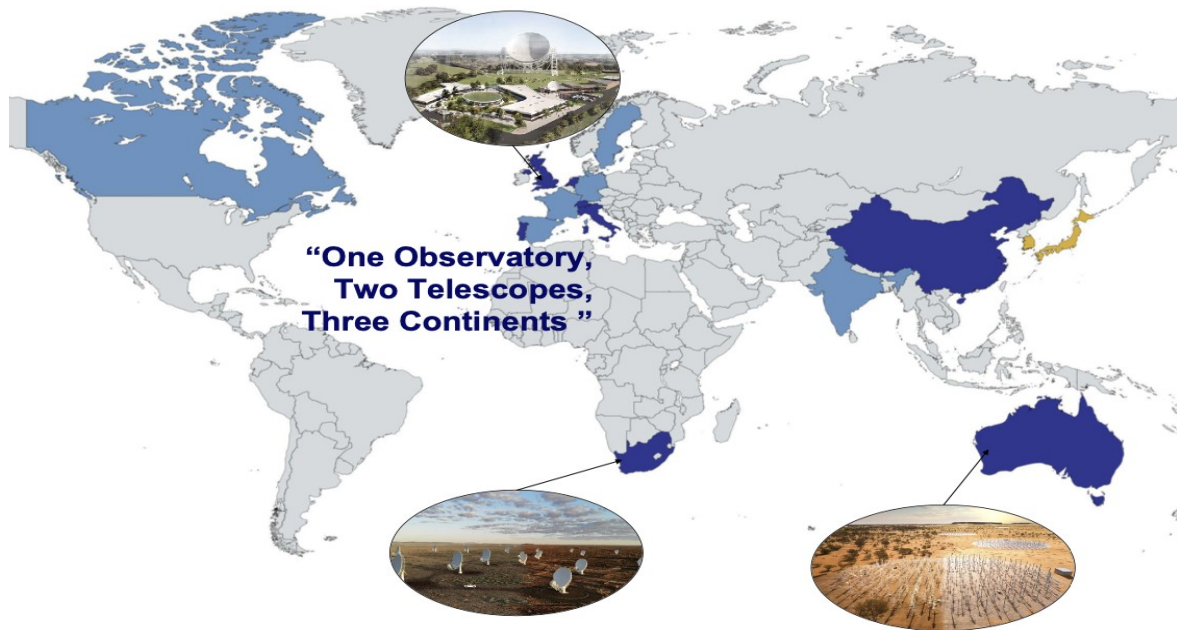 “One Observatory,
Two Telescopes,
Three Continents ”